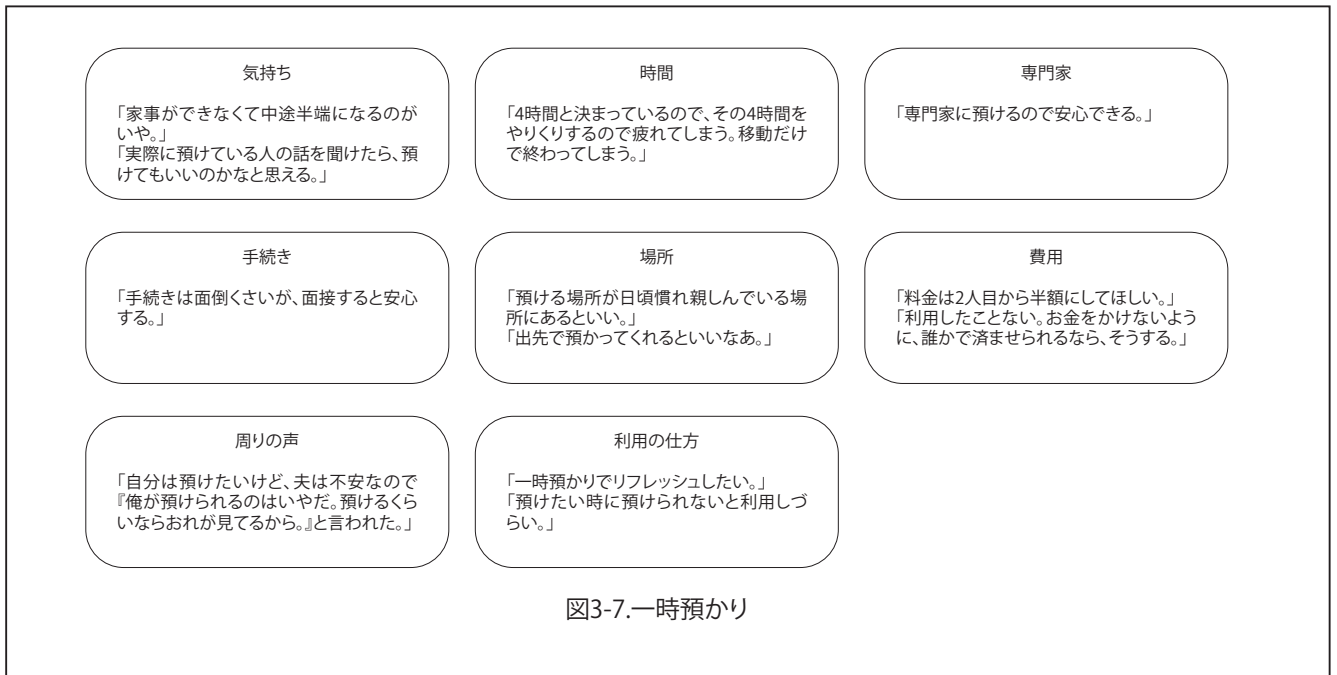 気持ち
「家事ができなくて中途半端になるのが
いや。」
「実際に預けている人の話を聞けたら、預
けてもいいのかなと思える。」
時間
「4時間と決まっているので、その4時間を
やりくりするので疲れてしまう。移動だけ
で終わってしまう。」
専門家
「専門家に預けるので安心できる。」
手続き
「手続きは面倒くさいが、面接すると安心
する。」
場所
「預ける場所が日頃慣れ親しんでいる場
所にあるといい。」
「出先で預かってくれるといいなあ。」
費用
「料金は2人目から半額にしてほしい。」
「利用したことない。お金をかけないよう
に、誰かで済ませられるなら、そうする。」
周りの声
「自分は預けたいけど、夫は不安なので
『俺が預けられるのはいやだ。預けるくら
いならおれが見てるから。』と言われた。」
利用の仕方
「一時預かりでリフレッシュしたい。」
「預けたい時に預けられないと利用しづ
らい。」
図3-7.一時預かり